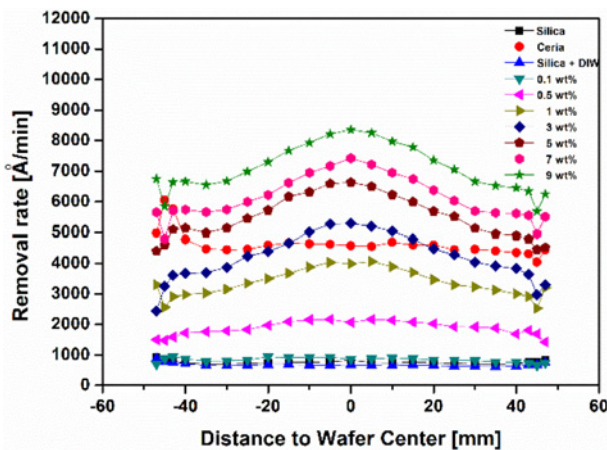 12000
11000
10000
9000
8000
7000
6000
5000
4000
3000
2000
1000
0
Removal rate [Å/min]
Silica
Ceria
Silica + DIW
0.1 wt%
0.5 wt%
1 wt%
3 wt%
5 wt%
7 wt%
9 wt%
-60 -40 -20 0 20 40 60
Distance to Wafer Center [mm]